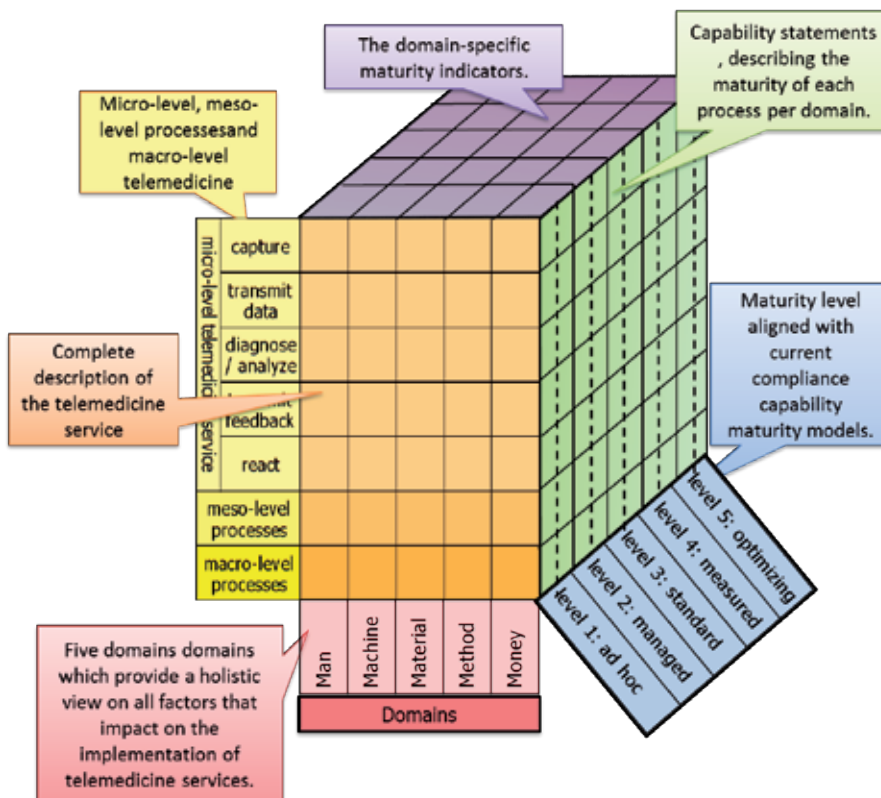 The domain-specific
maturity indicators.
Capability statements
, describing the
maturity of each
process per domain.
Micro-level, meso-
level processesand
macro-level
telemedicine
micro-level telemedici
service
capture
transmit
data
diagnose
/ analyze
feedback
react
meso-level
processes
macro-level
processes
Complete
description of
the telemedicine
service
Maturity level
aligned with
current
compliance
capability
maturity models.
level 1: ad hoc
level 2: managed
level 3: standard
level 4: measured
level 5: optimizing
Man
Machine
Material
Method
Money
Domains
Five domains domains
which provide a holistic
view on all factors that
impact on the
implementation of
telemedicine services.